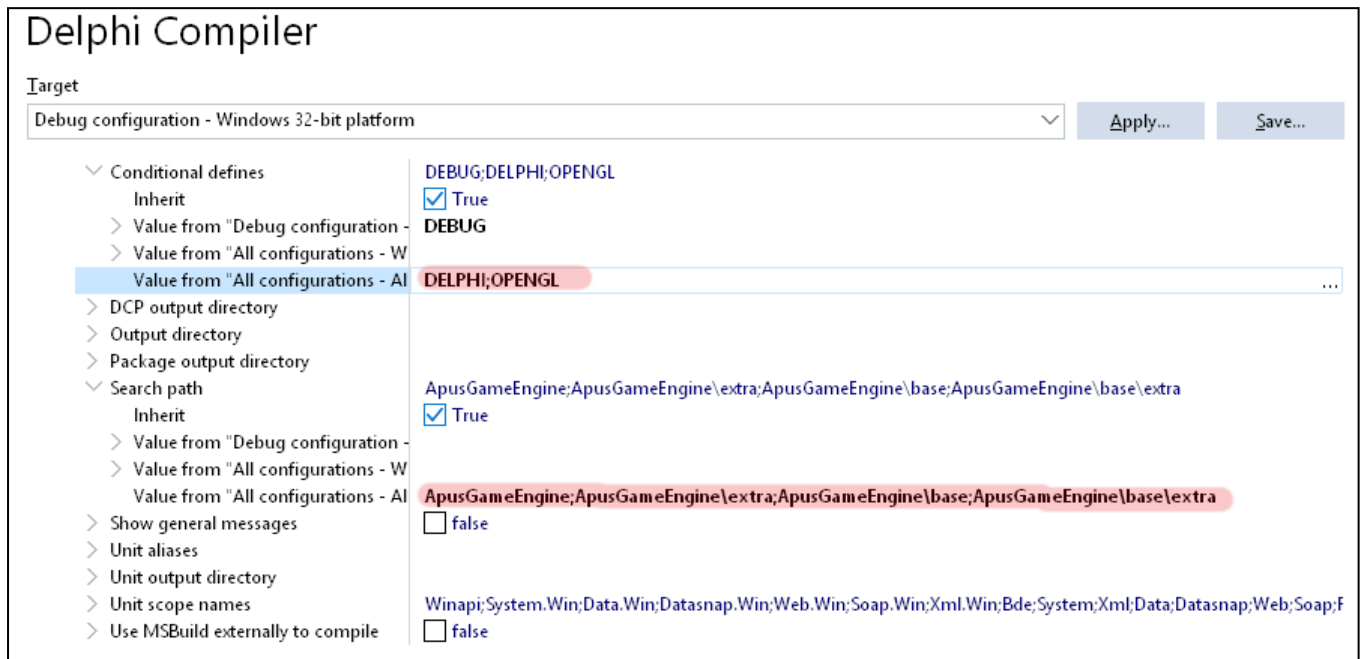 Delphi Compiler
Target
Debug configuration - Windows 32-bit platform Apply... Save...
Conditional defines DEBUG;DELPHI;OPENGL
Inherit True
Value from "Debug configuration - DEBUG
Value from "All configurations - W
Value from "All configurations - Al DELPHI;OPENGL ...
DCP output directory
Output directory
Package output directory
Search path ApusGameEngine;ApusGameEngine\extra;ApusGameEngine\base;ApusGameEngine\base\extra
Inherit True
Value from "Debug configuration -
Value from "All configurations - W
Value from "All configurations - Al ApusGameEngine;ApusGameEngine\extra;ApusGameEngine\base;ApusGameEngine\base\extra
Show general messages false
Unit aliases
Unit output directory
Unit scope names Winapi;System.Win;Data.Win;Datasnap.Win;Web.Win;Soap.Win;Xml.Win;Bde;System;Xml;Data;Datasnap;Web;Soap;F
Use MSBuild externally to compile false